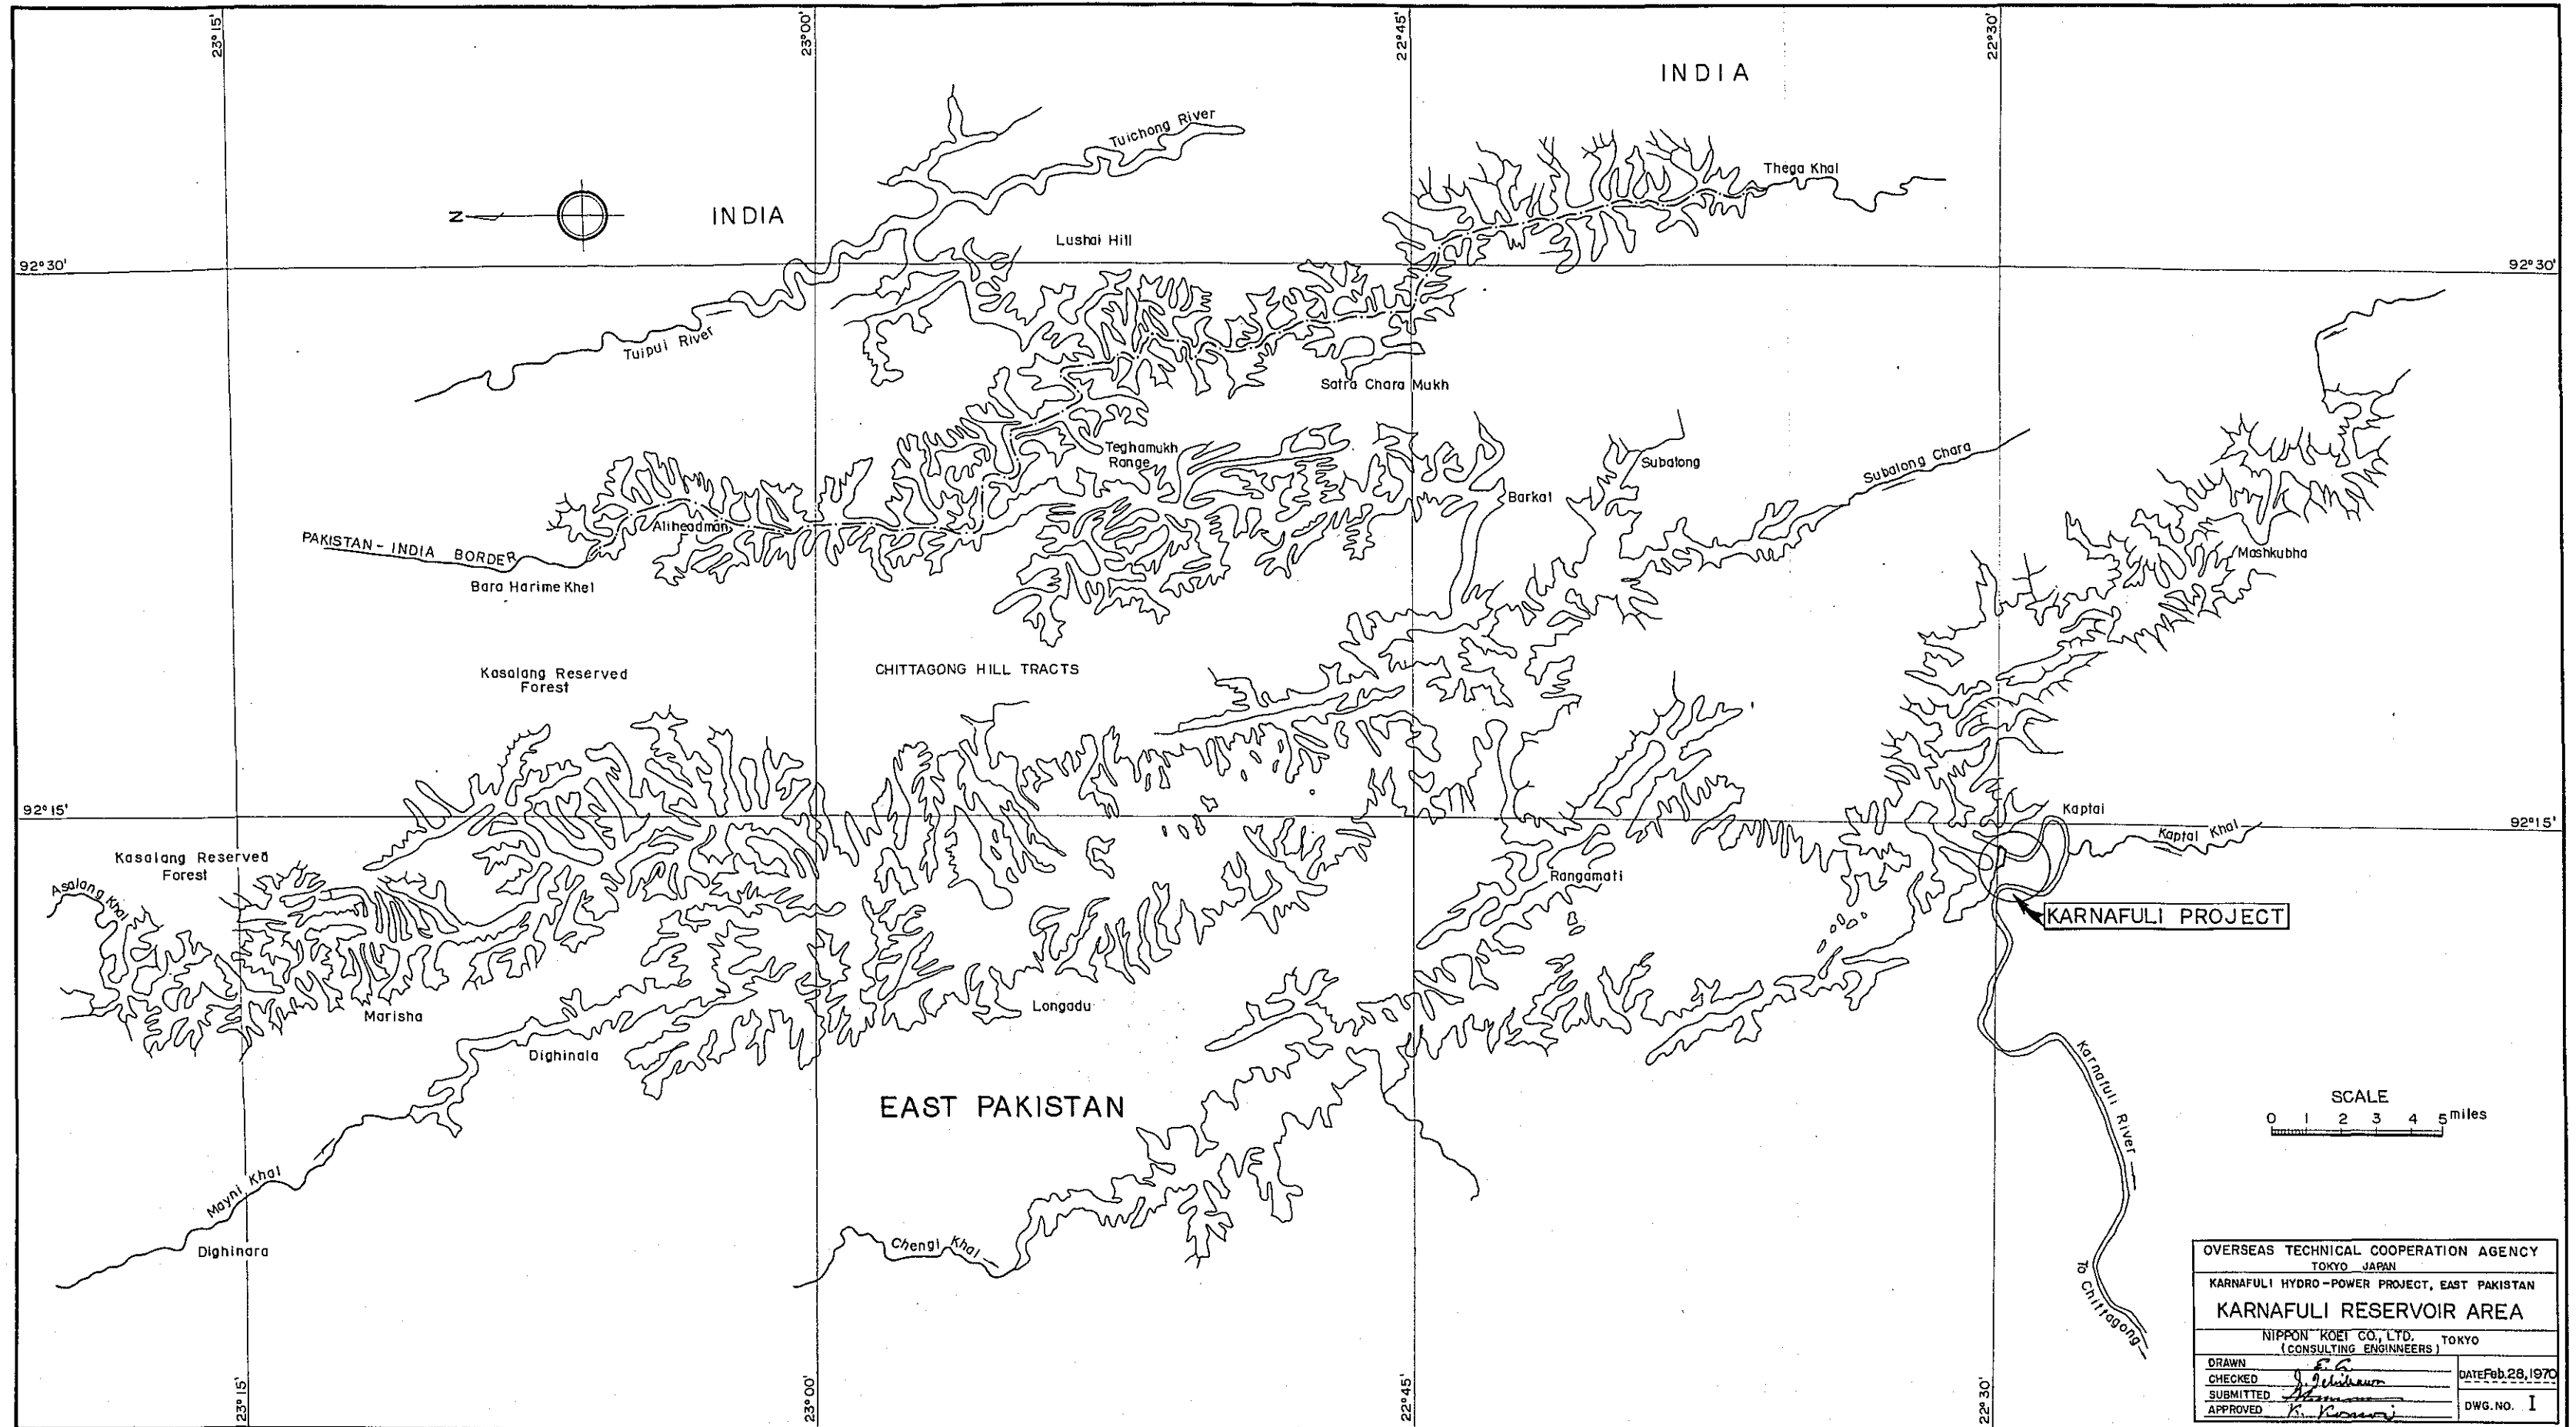 23°15'
23°00'
22°45'
22°30'
INDIA
Tuichong River
Thega Khal
N
INDIA
Lushai Hill
92°30'
92°30'
Tuipui River
Satra Chara Mukh
Teghamukh
Range
Subalong
Subalong Chara
Barkal
Aliheadman
PAKISTAN-INDIA BORDER
Mashkubha
Bara Harime Khel
Kasalang Reserved
Forest
CHITTAGONG HILL TRACTS
92°15'
92°15'
Kaptai
Kaptai Khal
Kasalang Reserved
Forest
Asalang Khal
Rangamati
KARNAFULI PROJECT
Marisha
Longadu
Dighinala
Karnafuli River
EAST PAKISTAN
SCALE
0 1 2 3 4 5 miles
Mayni Khal
Dighinara
Chengi Khal
To Chittagong
23°15'
23°00'
22°45'
22°30'
OVERSEAS TECHNICAL COOPERATION AGENCY
TOKYO JAPAN
KARNAFULI HYDRO-POWER PROJECT, EAST PAKISTAN
KARNAFULI RESERVOIR AREA
NIPPON KOEI CO., LTD. TOKYO
(CONSULTING ENGINNEERS)
DRAWN
CHECKED
SUBMITTED
APPROVED
DATE Feb.28,1970
DWG.NO. I